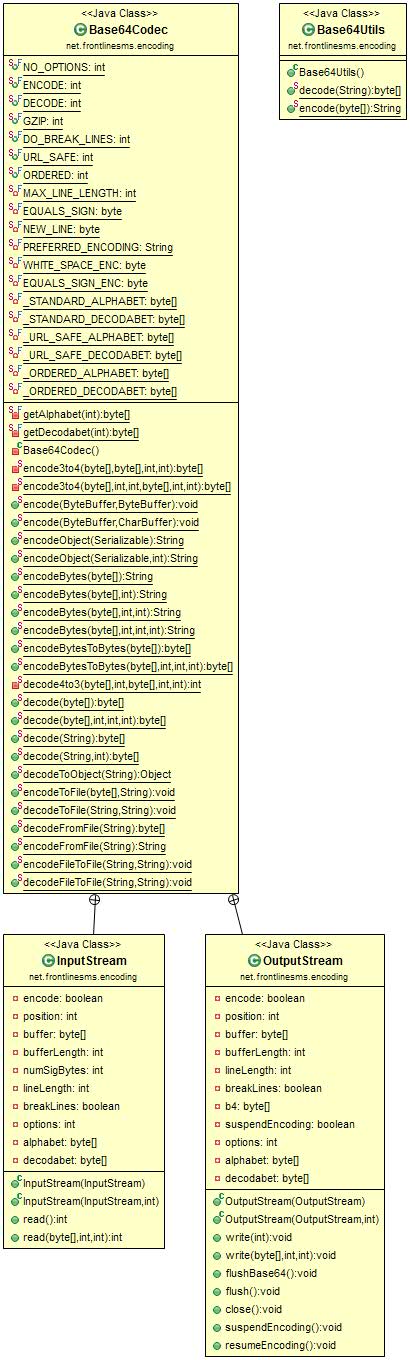 <<Java Class>>
Base64Codec
net.frontlinesms.encoding
NO_OPTIONS: int
ENCODE: int
DECODE: int
GZIP: int
DO_BREAK_LINES: int
URL_SAFE: int
ORDERED: int
MAX_LINE_LENGTH: int
EQUALS_SIGN: byte
NEW_LINE: byte
PREFERRED_ENCODING: String
WHITE_SPACE_ENC: byte
EQUALS_SIGN_ENC: byte
_STANDARD_ALPHABET: byte[]
_STANDARD_DECODABET: byte[]
_URL_SAFE_ALPHABET: byte[]
_URL_SAFE_DECODABET: byte[]
_ORDERED_ALPHABET: byte[]
_ORDERED_DECODABET: byte[]
getAlphabet(int):byte[]
getDecodabet(int):byte[]
Base64Codec()
encode3to4(byte[],byte[],int,int):byte[]
encode3to4(byte[],int,int,byte[],int,int):byte[]
encode(ByteBuffer,ByteBuffer):void
encode(ByteBuffer,CharBuffer):void
encodeObject(Serializable):String
encodeObject(Serializable,int):String
encodeBytes(byte[]):String
encodeBytes(byte[],int):String
encodeBytes(byte[],int,int):String
encodeBytes(byte[],int,int,int):String
encodeBytesToBytes(byte[]):byte[]
encodeBytesToBytes(byte[],int,int,int):byte[]
decode4to3(byte[],int,byte[],int,int):int
decode(byte[]):byte[]
decode(byte[],int,int,int):byte[]
decode(String):byte[]
decode(String,int):byte[]
decodeToObject(String):Object
encodeToFile(byte[],String):void
decodeToFile(String,String):void
decodeFromFile(String):byte[]
encodeFromFile(String):String
encodeFileToFile(String,String):void
decodeFileToFile(String,String):void
<<Java Class>>
Base64Utils
net.frontlinesms.encoding
Base64Utils()
decode(String):byte[]
encode(byte[]):String
<<Java Class>>
InputStream
net.frontlinesms.encoding
encode: boolean
position: int
buffer: byte[]
bufferLength: int
numSigBytes: int
lineLength: int
breakLines: boolean
options: int
alphabet: byte[]
decodabet: byte[]
InputStream(InputStream)
InputStream(InputStream,int)
read():int
read(byte[],int,int):int
<<Java Class>>
OutputStream
net.frontlinesms.encoding
encode: boolean
position: int
buffer: byte[]
bufferLength: int
lineLength: int
breakLines: boolean
b4: byte[]
suspendEncoding: boolean
options: int
alphabet: byte[]
decodabet: byte[]
OutputStream(OutputStream)
OutputStream(OutputStream,int)
write(int):void
write(byte[],int,int):void
flushBase64():void
flush():void
close():void
suspendEncoding():void
resumeEncoding():void